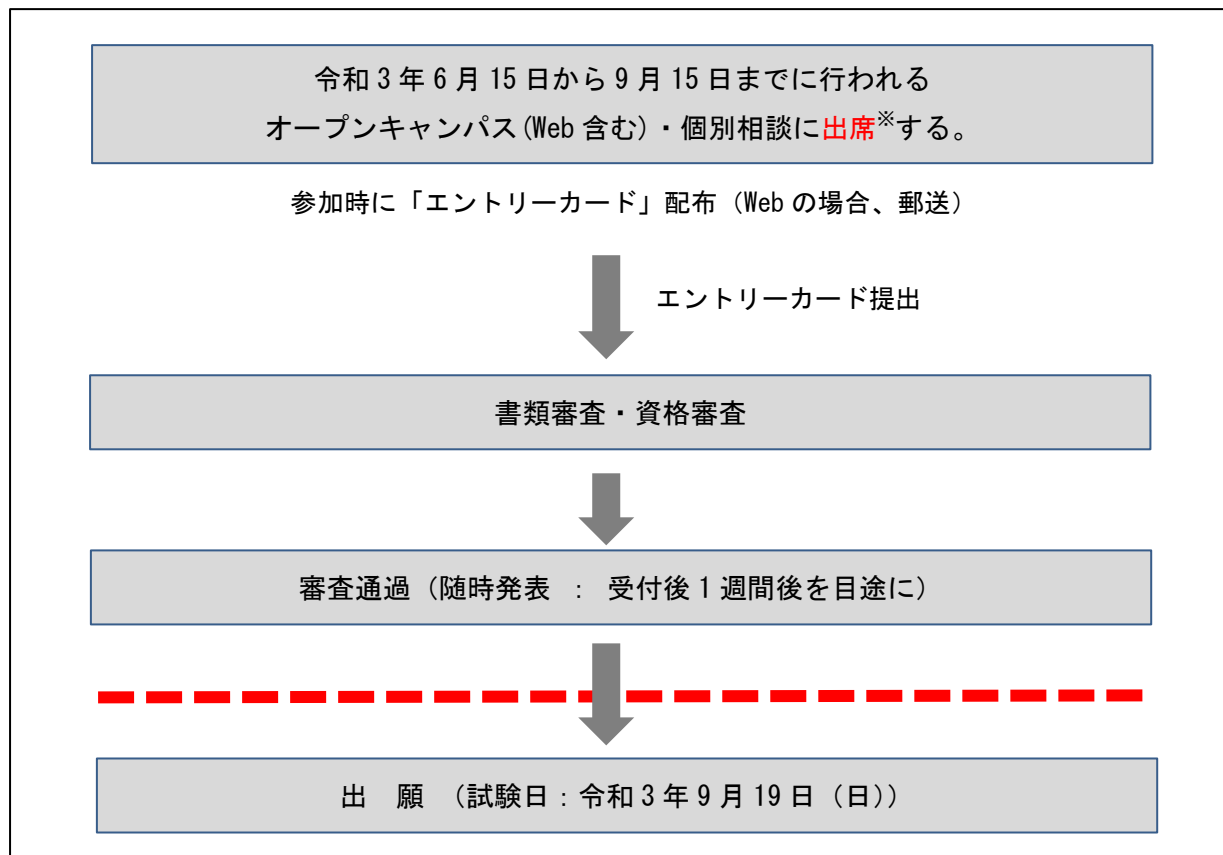 令和3年6月15日から9月15日までに行われる
オープンキャンパス(Web含む)・個別相談に出席※する。
参加時に「エントリーカード」配布（Webの場合、郵送）
エントリーカード提出
書類審査・資格審査
審査通過（随時発表 ： 受付後1週間後を目途に）
出 願 （試験日：令和3年9月19日（日））